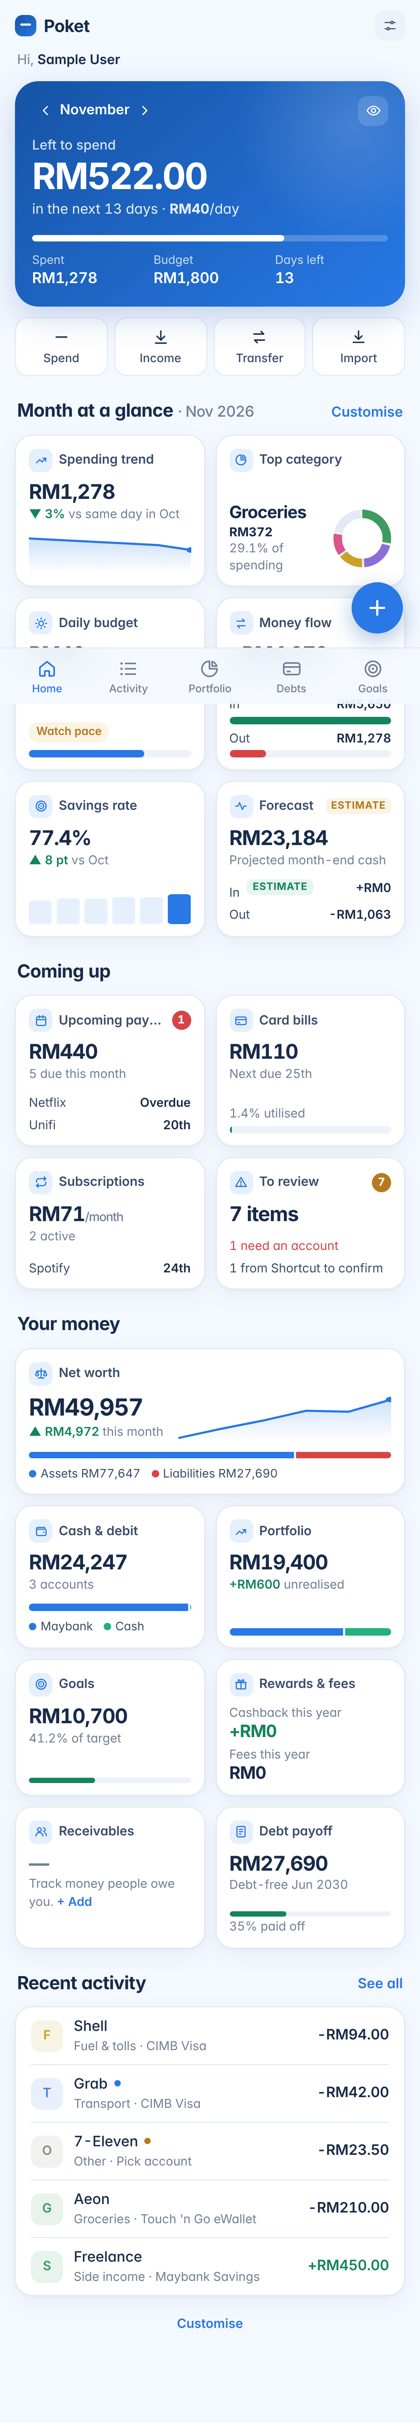 Poket
Hi, Sample User
November
Left to spend
RM522.00
in the next 13 days · RM40/day
Spent
Budget
Days left
RM1,278
RM1,800
13
Spend
Income
Transfer
Import
Month at a glance · Nov 2026
Customise
Spending trend
RM1,278
▼ 3% vs same day in Oct
Top category
Groceries
RM372
29.1% of
spending
Daily budget
Money flow
Home
Activity
Portfolio
Debts
Goals
Watch pace
In
RM5,650
Out
RM1,278
Savings rate
77.4%
▲ 8 pt vs Oct
Forecast
ESTIMATE
RM23,184
Projected month-end cash
In ESTIMATE
+RM0
Out
-RM1,063
Coming up
Upcoming pay...
1
RM440
5 due this month
Netflix
Overdue
Unifi
20th
Card bills
RM110
Next due 25th
1.4% utilised
Subscriptions
RM71/month
2 active
Spotify
24th
To review
7
7 items
1 need an account
1 from Shortcut to confirm
Your money
Net worth
RM49,957
▲ RM4,972 this month
Assets RM77,647
Liabilities RM27,690
Cash & debit
RM24,247
3 accounts
Maybank
Cash
Portfolio
RM19,400
+RM600 unrealised
Goals
RM10,700
41.2% of target
Rewards & fees
Cashback this year
+RM0
Fees this year
RM0
Receivables
—
Track money people owe
you. + Add
Debt payoff
RM27,690
Debt-free Jun 2030
35% paid off
Recent activity
See all
F
Shell
Fuel & tolls · CIMB Visa
-RM94.00
T
Grab
Transport · CIMB Visa
-RM42.00
O
7-Eleven
Other · Pick account
-RM23.50
G
Aeon
Groceries · Touch 'n Go eWallet
-RM210.00
S
Freelance
Side income · Maybank Savings
+RM450.00
Customise